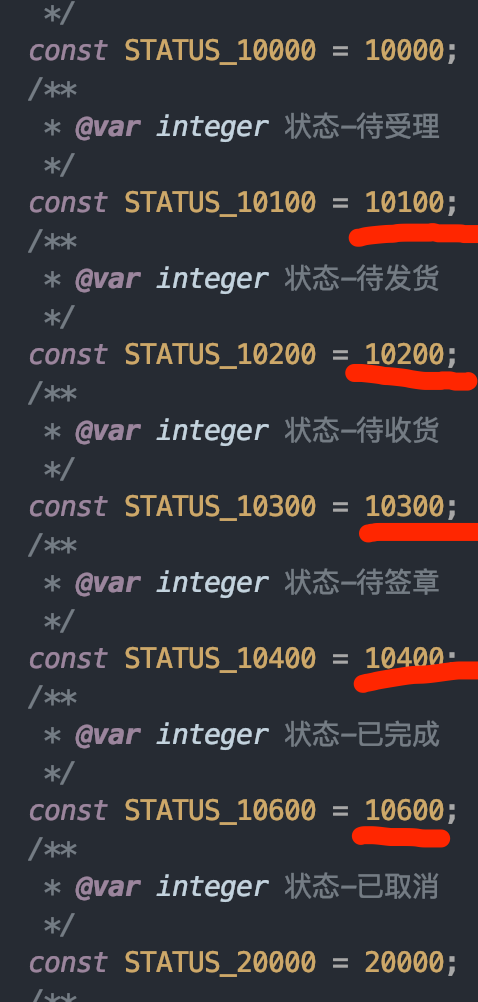 */
const STATUS_10000 = 10000;
/**
* @var integer 状态-待受理
*/
const STATUS_10100 = 10100;
/**
* @var integer 状态-待发货
*/
const STATUS_10200 = 10200;
/**
* @var integer 状态-待收货
*/
const STATUS_10300 = 10300;
/**
* @var integer 状态-待签章
*/
const STATUS_10400 = 10400;
/**
* @var integer 状态-已完成
*/
const STATUS_10600 = 10600;
/**
* @var integer 状态-已取消
*/
const STATUS_20000 = 20000;
/**